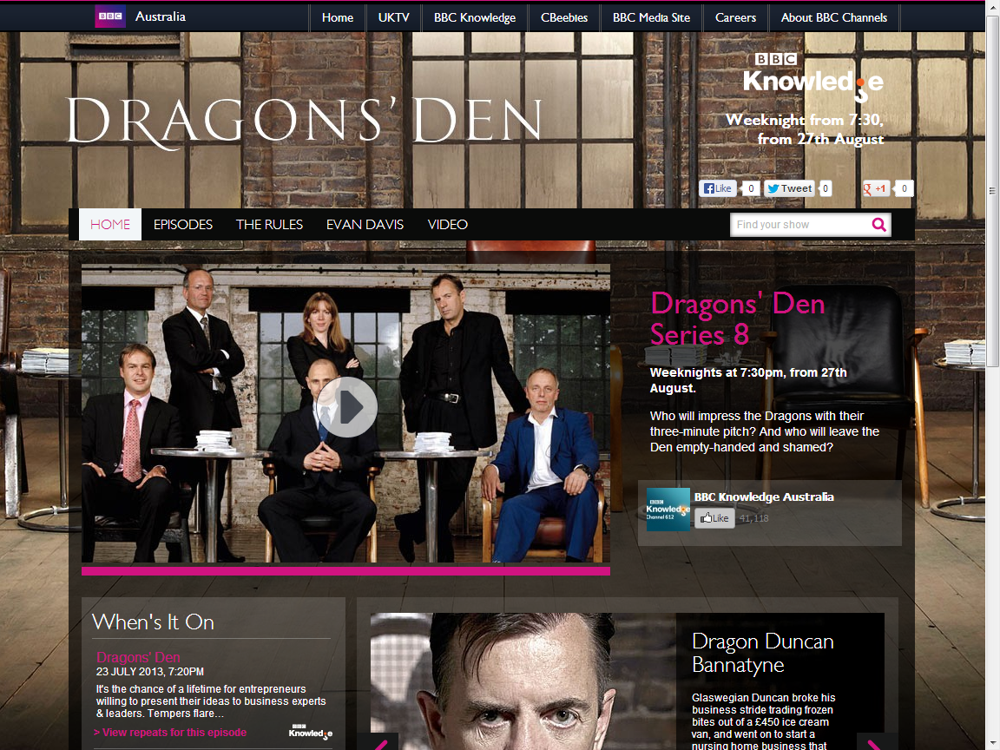 BBC Australia Home UKTV BBC Knowledge CBeebies BBC Media Site Careers About BBC Channels
DRAGONS' DEN
BBC
Knowledge
Weeknight from 7:30,
from 27th August
Like 0 Tweet 0 +1 0
HOME EPISODES THE RULES EVAN DAVIS VIDEO Find your show
Dragons' Den
Series 8
Weeknights at 7:30pm, from 27th
August.
Who will impress the Dragons with their
three-minute pitch? And who will leave the
Den empty-handed and shamed?
BBC
Knowledge
Channel 612
BBC Knowledge Australia
Like 41,118
When's It On
Dragons' Den
23 JULY 2013, 7:20PM
It's the chance of a lifetime for entrepreneurs
willing to present their ideas to business experts
& leaders. Tempers flare...
> View repeats for this episode
BBC
Knowledge
Dragon Duncan
Bannatyne
Glaswegian Duncan broke his
business stride trading frozen
bites out of a £450 ice cream
van, and went on to start a
nursing home business that